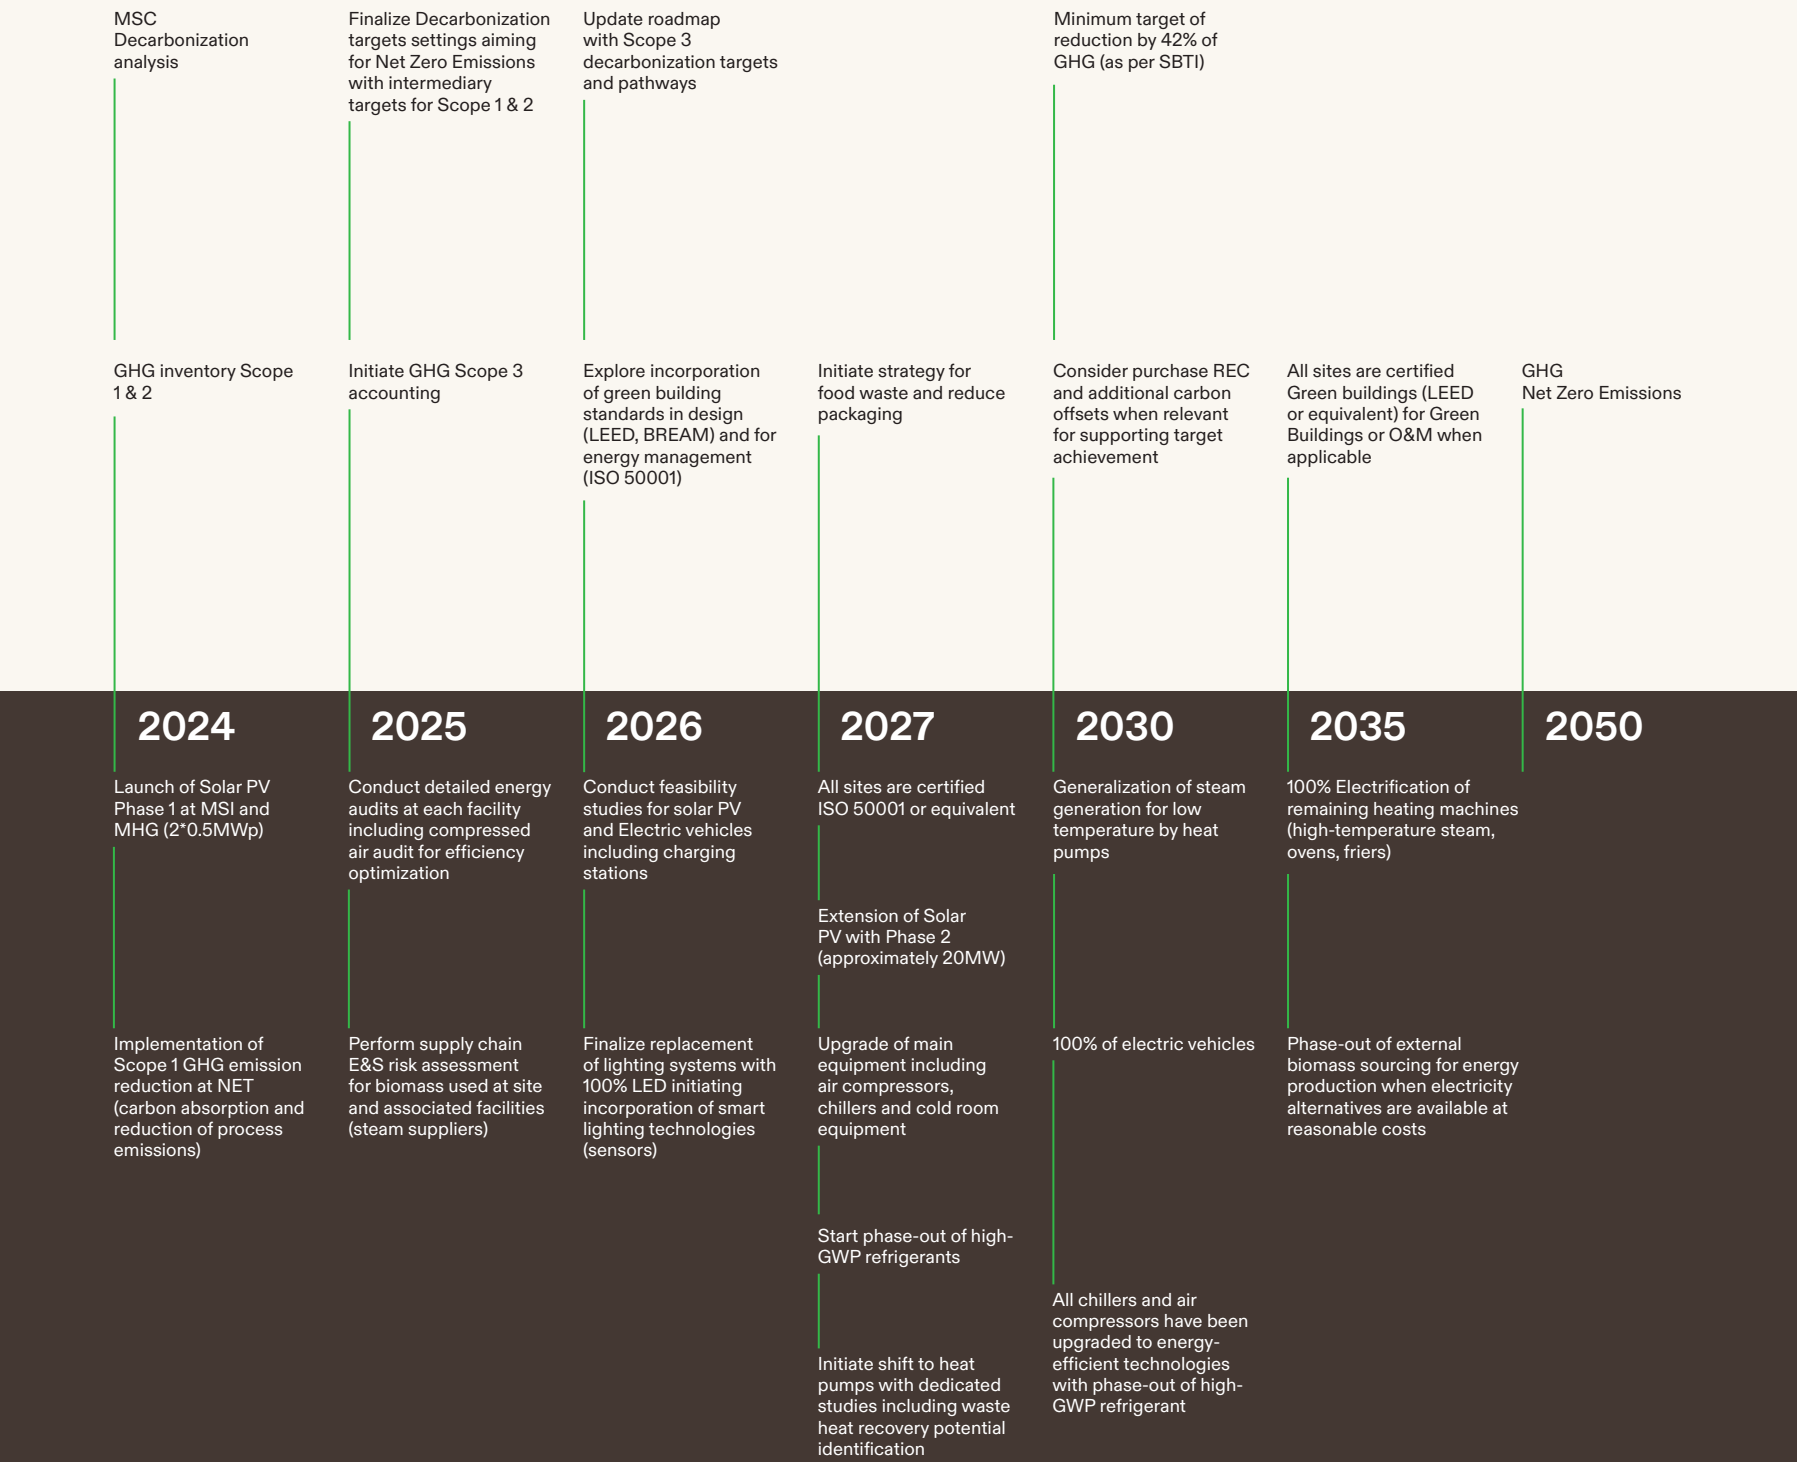 MSC
Decarbonization
analysis
Finalize Decarbonization
targets settings aiming
for Net Zero Emissions
with intermediary
targets for Scope 1 & 2
Update roadmap
with Scope 3
decarbonization targets
and pathways
Minimum target of
reduction by 42% of
GHG (as per SBTI)
GHG inventory Scope
1 & 2
Initiate GHG Scope 3
accounting
Explore incorporation
of green building
standards in design
(LEED, BREAM) and for
energy management
(ISO 50001)
Initiate strategy for
food waste and reduce
packaging
Consider purchase REC
and additional carbon
offsets when relevant
for supporting target
achievement
All sites are certified
Green buildings (LEED
or equivalent) for Green
Buildings or O&M when
applicable
GHG
Net Zero Emissions
2024
2025
2026
2027
2030
2035
2050
Launch of Solar PV
Phase 1 at MSI and
MHG (2*0.5MWp)
Conduct detailed energy
audits at each facility
including compressed
air audit for efficiency
optimization
Conduct feasibility
studies for solar PV
and Electric vehicles
including charging
stations
All sites are certified
ISO 50001 or equivalent
Generalization of steam
generation for low
temperature by heat
pumps
100% Electrification of
remaining heating machines
(high-temperature steam,
ovens, friers)
Extension of Solar
PV with Phase 2
(approximately 20MW)
Implementation of
Scope 1 GHG emission
reduction at NET
(carbon absorption and
reduction of process
emissions)
Perform supply chain
E&S risk assessment
for biomass used at site
and associated facilities
(steam suppliers)
Finalize replacement
of lighting systems with
100% LED initiating
incorporation of smart
lighting technologies
(sensors)
Upgrade of main
equipment including
air compressors,
chillers and cold room
equipment
100% of electric vehicles
Phase-out of external
biomass sourcing for energy
production when electricity
alternatives are available at
reasonable costs
Start phase-out of high-
GWP refrigerants
All chillers and air
compressors have been
upgraded to energy-
efficient technologies
with phase-out of high-
GWP refrigerant
Initiate shift to heat
pumps with dedicated
studies including waste
heat recovery potential
identification